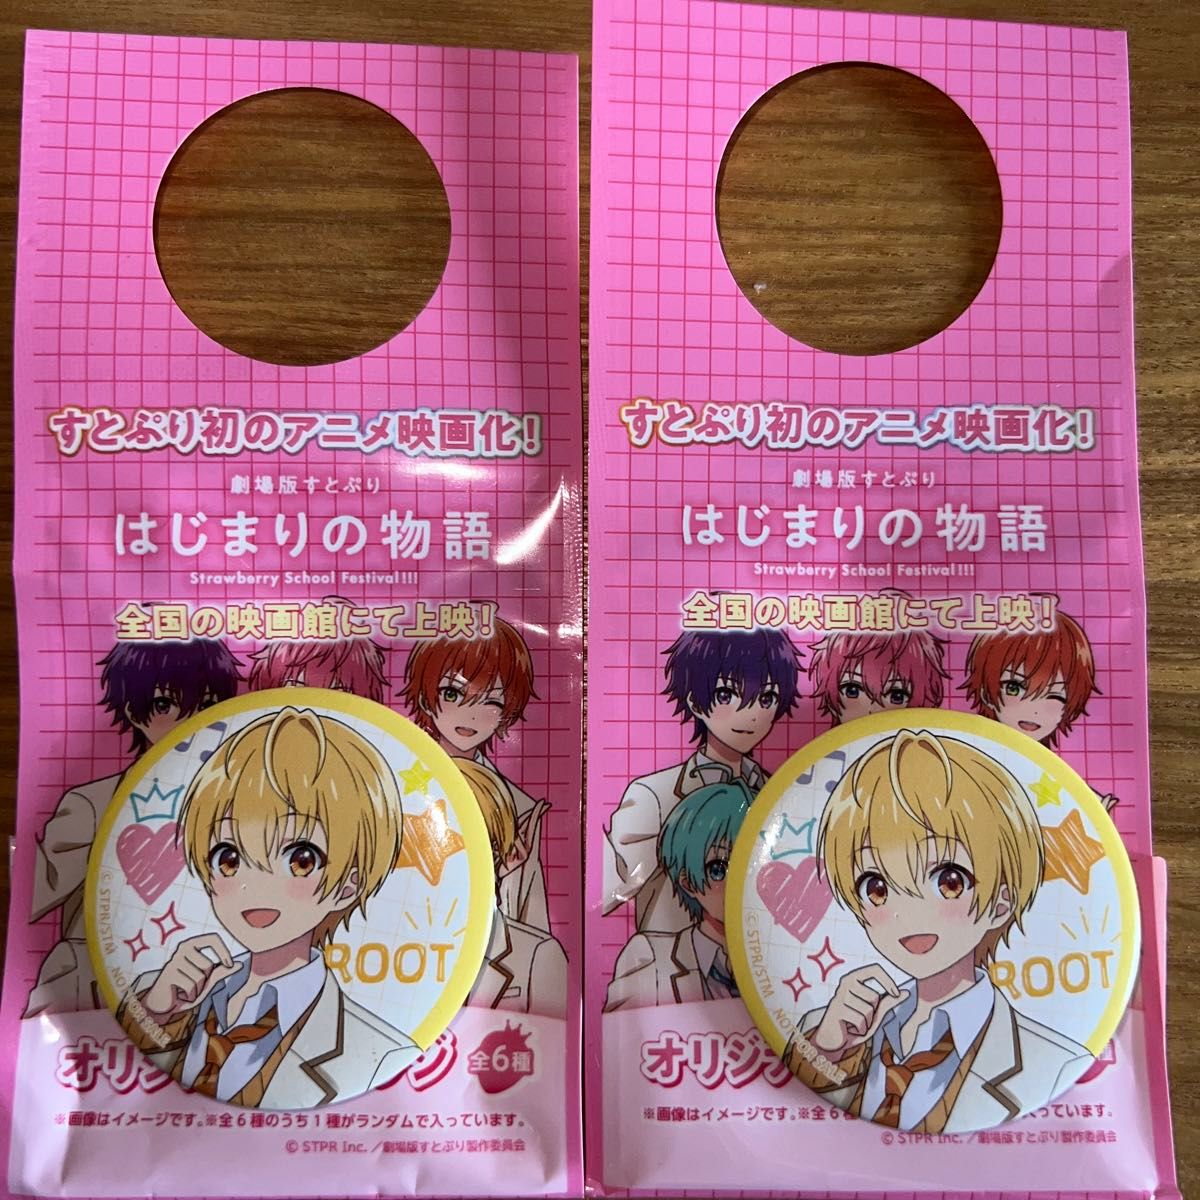 すとぷり初のアニメ映画化!
劇場版すとぷり
はじまりの物語
Strawberry School Festival!!!
全国の映画館にて上映!
ROOT
© STPR/STM NOT FOR SALE
オリジ
全6種
※画像はイメージです。※全6種のうち1種がランダムで入っています。
© STPR Inc. /劇場版すとぷり製作委員会
すとぷり初のアニメ映画化!
劇場版すとぷり
はじまりの物語
Strawberry School Festival!!!
全国の映画館にて上映!
ROOT
© STPR/STM NOT FOR SALE
オリジ
種
※画像はイメージです。※全6種 入っています。
© STPR Inc. /劇場版すとぷり製作委員会